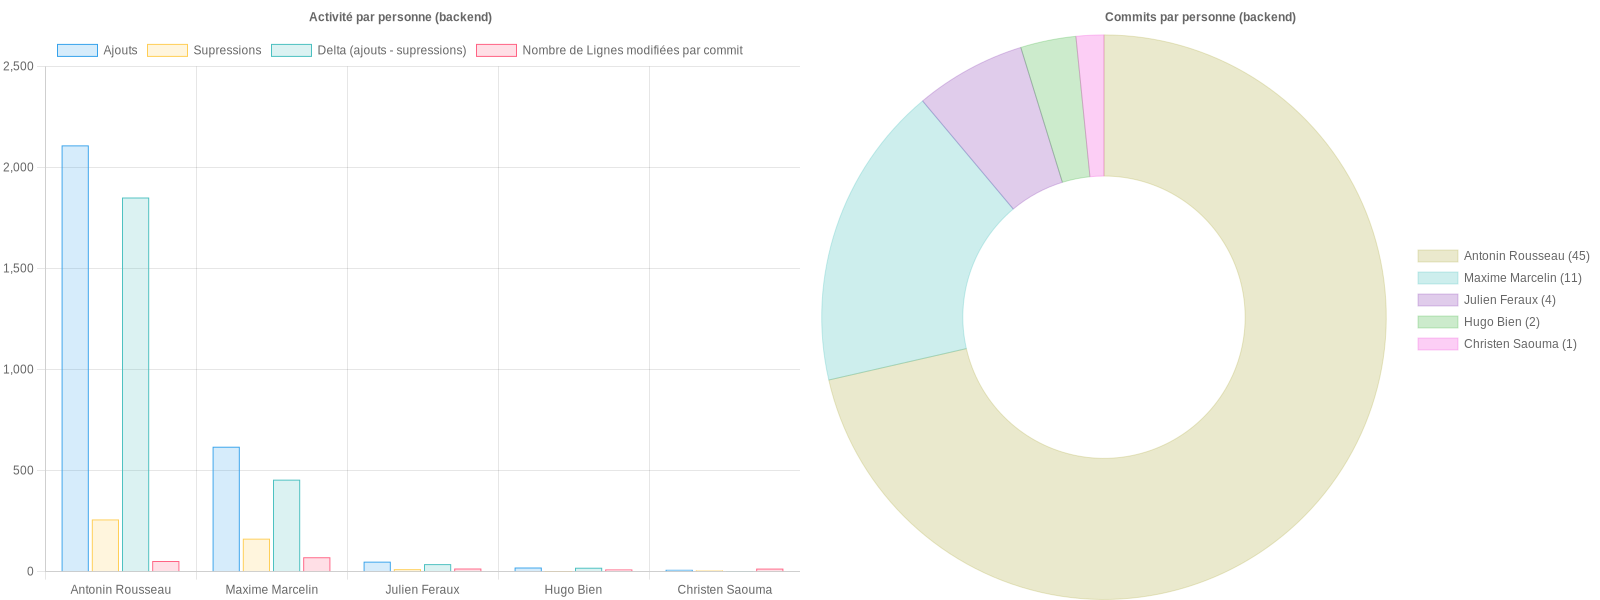 Activité par personne (backend)
Ajouts
Supressions
Delta (ajouts - supressions)
Nombre de Lignes modifiées par commit
2,500
2,000
1,500
1,000
500
0
Antonin Rousseau
Maxime Marcelin
Julien Feraux
Hugo Bien
Christen Saouma
Commits par personne (backend)
Antonin Rousseau (45)
Maxime Marcelin (11)
Julien Feraux (4)
Hugo Bien (2)
Christen Saouma (1)